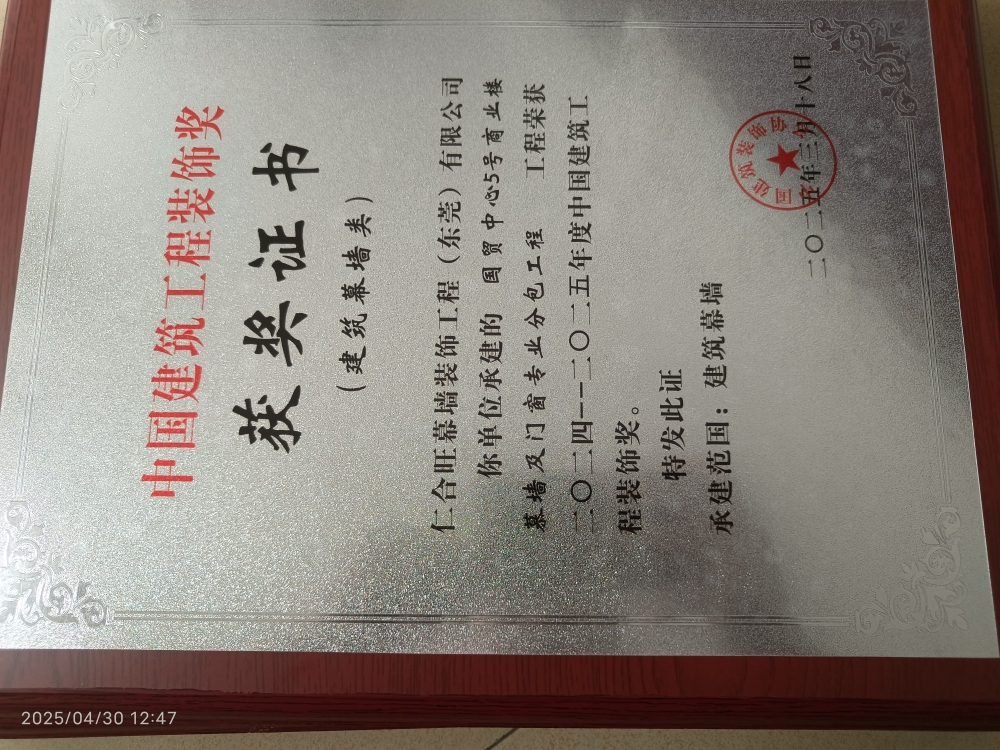 中国建筑工程装饰奖
获奖证书
（建筑幕墙类）
仁合旺幕墙装饰工程（东莞）有限公司
你单位承建的 国贸中心5号商业楼
幕墙及门窗专业分包工程 工程荣获
二〇二四——二〇二五年度中国建筑工
程装饰奖。
特发此证
承建范围：建筑幕墙
二〇二五年三月十八日
2025/04/30 12:47